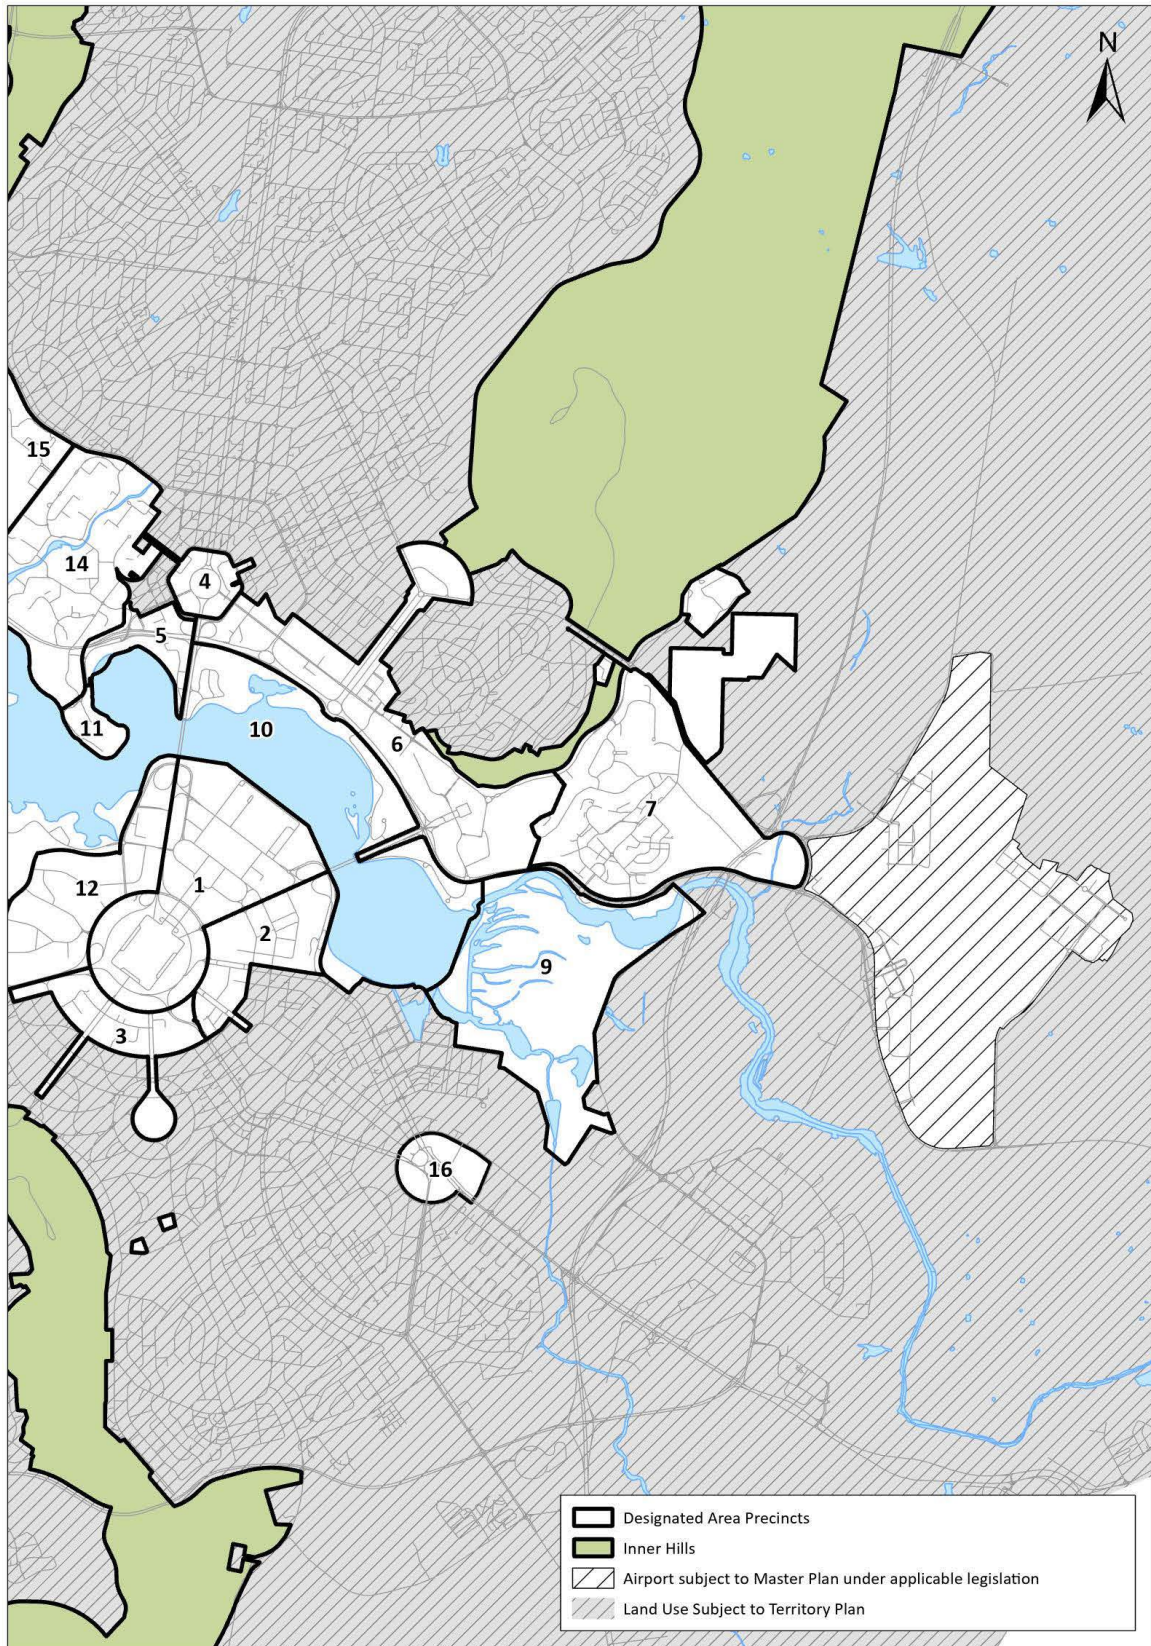 N
15
14
4
5
11
10
6
7
12
1
2
9
3
16
Designated Area Precincts
Inner Hills
Airport subject to Master Plan under applicable legislation
Land Use Subject to Territory Plan